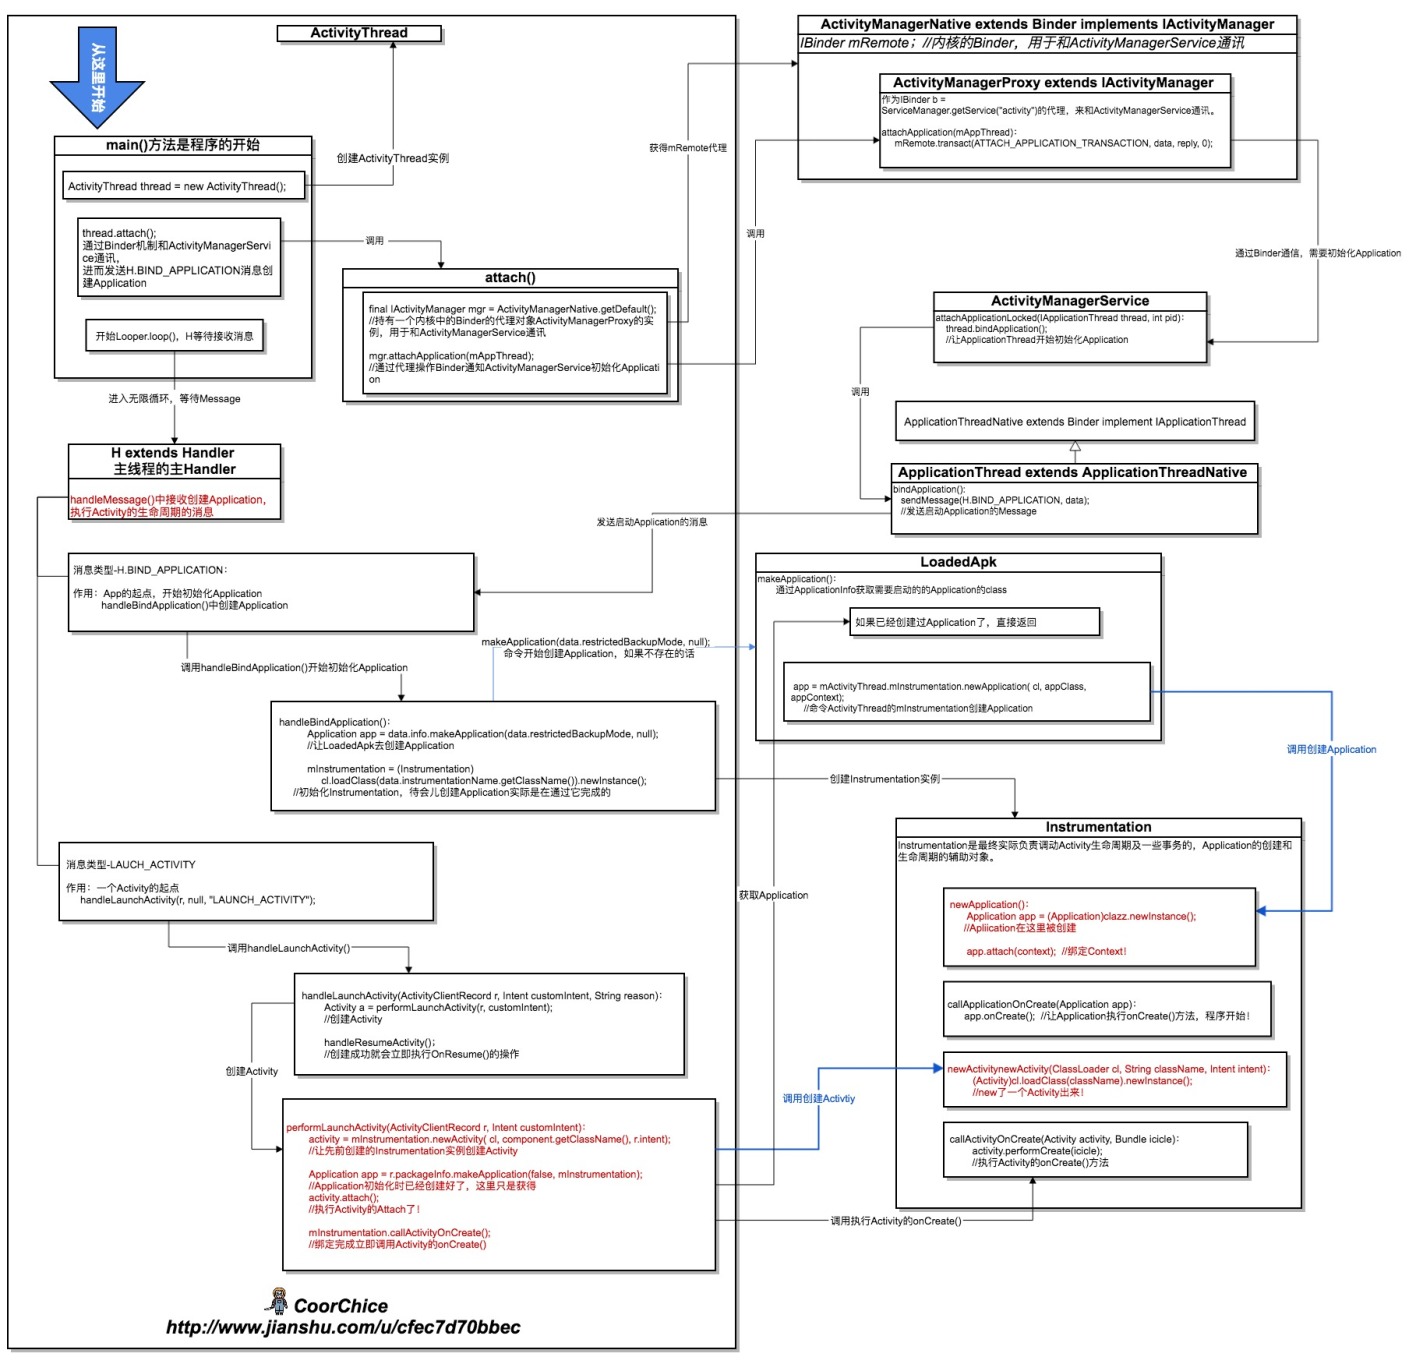 从这里开始
ActivityThread
main()方法是程序的开始
ActivityThread thread = new ActivityThread();
创建ActivityThread实例
thread.attach();
通过Binder机制和ActivityManagerServi
ce通讯,
进而发送H.BIND_APPLICATION消息创
建Application
调用
开始Looper.loop(),H等待接收消息
attach()
final IActivityManager mgr = ActivityManagerNative.getDefault();
//持有一个内核中的Binder的代理对象ActivityManagerProxy的实
例,用于和ActivityManagerService通讯
mgr.attachApplication(mAppThread);
//通过代理操作Binder通知ActivityManagerService初始化Applicati
on
获得mRemote代理
调用
ActivityManagerNative extends Binder implements IActivityManager
IBinder mRemote; //内核的Binder,用于和ActivityManagerService通讯
ActivityManagerProxy extends IActivityManager
作为IBinder b =
ServiceManager.getService("activity")的代理,来和ActivityManagerService通讯。
attachApplication(mAppThread):
mRemote.transact(ATTACH_APPLICATION_TRANSACTION, data, reply, 0);
通过Binder通信,需要初始化Application
ActivityManagerService
attachApplicationLocked(IApplicationThread thread, int pid):
thread.bindApplication();
//让ApplicationThread开始初始化Application
调用
ApplicationThreadNative extends Binder implement IApplicationThread
ApplicationThread extends ApplicationThreadNative
bindApplication():
sendMessage(H.BIND_APPLICATION, data);
//发送启动Application的Message
发送启动Application的消息
进入无限循环,等待Message
H extends Handler
主线程的主Handler
handleMessage()中接收创建Application,
执行Activity的生命周期的消息
消息类型-H.BIND_APPLICATION:
作用:App的起点,开始初始化Application
handleBindApplication()中创建Application
调用handleBindApplication()开始初始化Application
makeApplication(data.restrictedBackupMode, null);
命令开始创建Application,如果不存在的话
LoadedApk
makeApplication():
通过ApplicationInfo获取需要启动的的Application的class
如果已经创建过Application了,直接返回
app = mActivityThread.mInstrumentation.newApplication( cl, appClass,
appContext);
//命令ActivityThread的mInstrumentation创建Application
调用创建Application
handleBindApplication():
Application app = data.info.makeApplication(data.restrictedBackupMode, null);
//让LoadedApk去创建Application
mInstrumentation = (Instrumentation)
cl.loadClass(data.instrumentationName.getClassName()).newInstance();
//初始化Instrumentation,待会儿创建Application实际是在通过它完成的
创建Instrumentation实例
Instrumentation
Instrumentation是最终实际负责调动Activity生命周期及一些事务的,Application的创建和
生命周期的辅助对象。
newApplication():
Application app = (Application)clazz.newInstance();
//Apliication在这里被创建
app.attach(context); //绑定Context!
callApplicationOnCreate(Application app):
app.onCreate(); //让Application执行onCreate()方法,程序开始!
newActivitynewActivity(ClassLoader cl, String className, Intent intent):
(Activity)cl.loadClass(className).newInstance();
//new了一个Activity出来!
callActivityOnCreate(Activity activity, Bundle icicle):
activity.performCreate(icicle);
//执行Activity的onCreate()方法
消息类型-LAUCH_ACTIVITY
作用:一个Activity的起点
handleLaunchActivity(r, null, "LAUNCH_ACTIVITY");
获取Application
调用handleLaunchActivity()
handleLaunchActivity(ActivityClientRecord r, Intent customIntent, String reason):
Activity a = performLaunchActivity(r, customIntent);
//创建Activity
handleResumeActivity();
//创建成功就会立即执行OnResume()的操作
创建Activity
调用创建Activtiy
performLaunchActivity(ActivityClientRecord r, Intent customIntent):
activity = mInstrumentation.newActivity( cl, component.getClassName(), r.intent);
//让先前创建的Instrumentation实例创建Activity
Application app = r.packageInfo.makeApplication(false, mInstrumentation);
//Application初始化时已经创建好了,这里只是获得
activity.attach();
//执行Activity的Attach了!
mInstrumentation.callActivityOnCreate();
//绑定完成立即调用Activity的onCreate()
调用执行Activity的onCreate()
CoorChice
http://www.jianshu.com/u/cfec7d70bbec